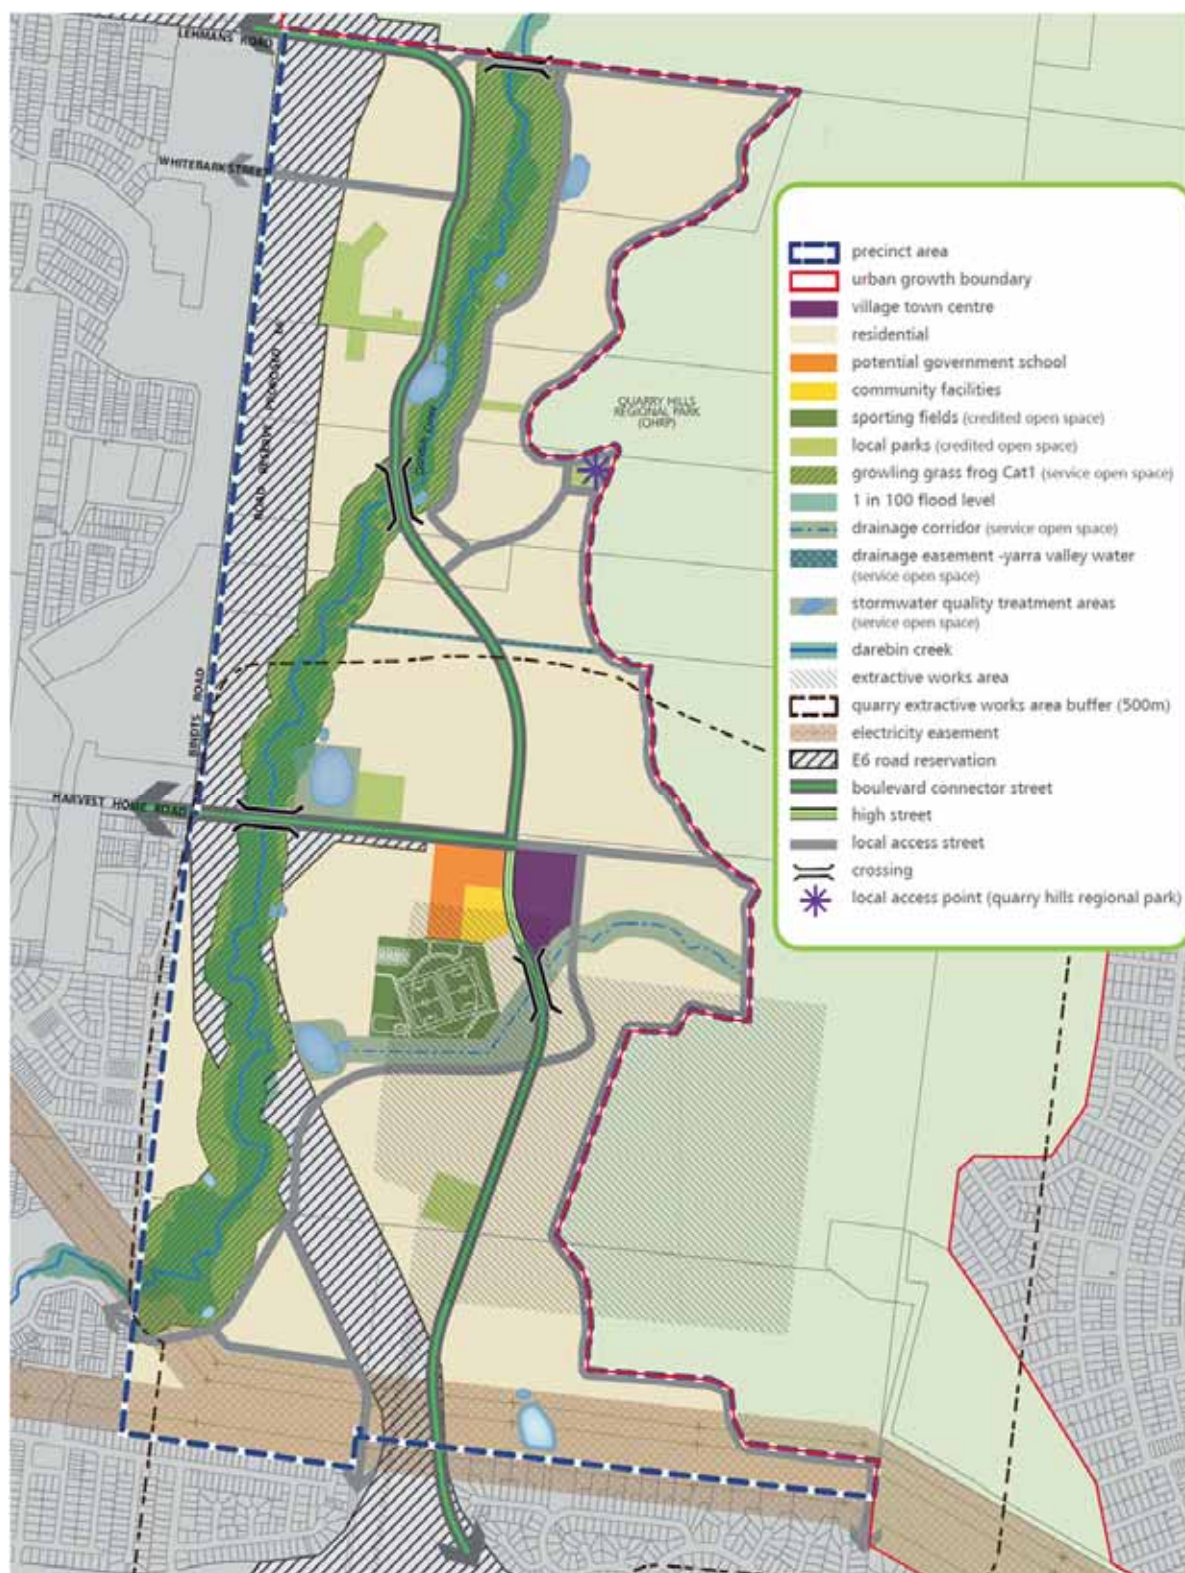 LEHMANS ROAD
WHITEBARK STREET
ROAD RESERVE PROPOSED E6
Darebin Creek
QUARRY HILLS
REGIONAL PARK
(QHRP)
BINDTS ROAD
HARVEST HOME ROAD
precinct area
urban growth boundary
village town centre
residential
potential government school
community facilities
sporting fields (credited open space)
local parks (credited open space)
growling grass frog Cat1 (service open space)
1 in 100 flood level
drainage corridor (service open space)
drainage easement -yarra valley water
(service open space)
stormwater quality treatment areas
(service open space)
darebin creek
extractive works area
quarry extractive works area buffer (500m)
electricity easement
E6 road reservation
boulevard connector street
high street
local access street
crossing
local access point (quarry hills regional park)